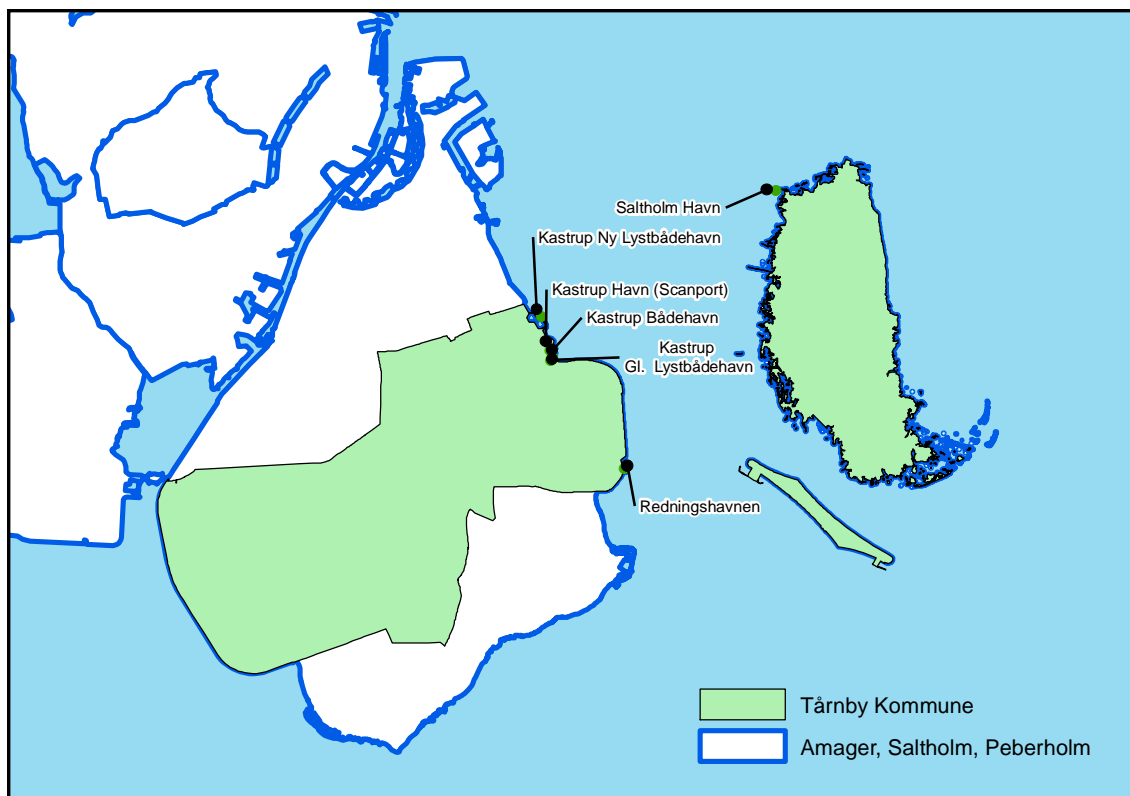 Saltholm Havn
Kastrup Ny Lystbådehavn
Kastrup Havn (Scanport)
Kastrup Bådehavn
Kastrup
Gl. Lystbådehavn
Redningshavnen
Tårnby Kommune
Amager, Saltholm, Peberholm